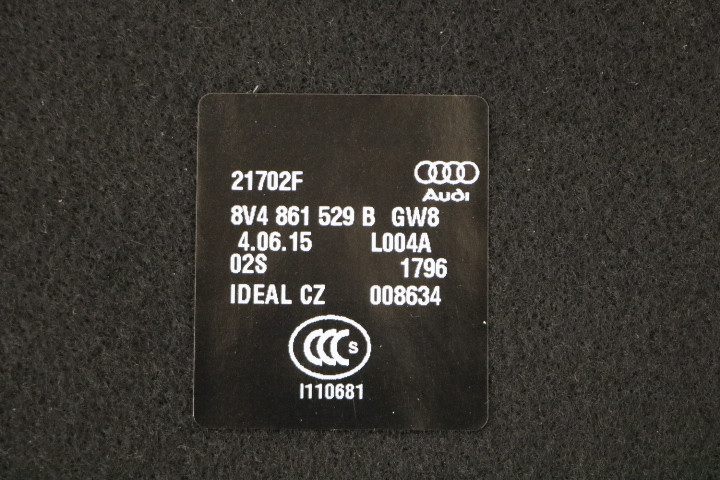 21702F
Audi
8V4 861 529 B GW8
4.06.15 L004A
02S 1796
IDEAL CZ 008634
CCC S
I110681